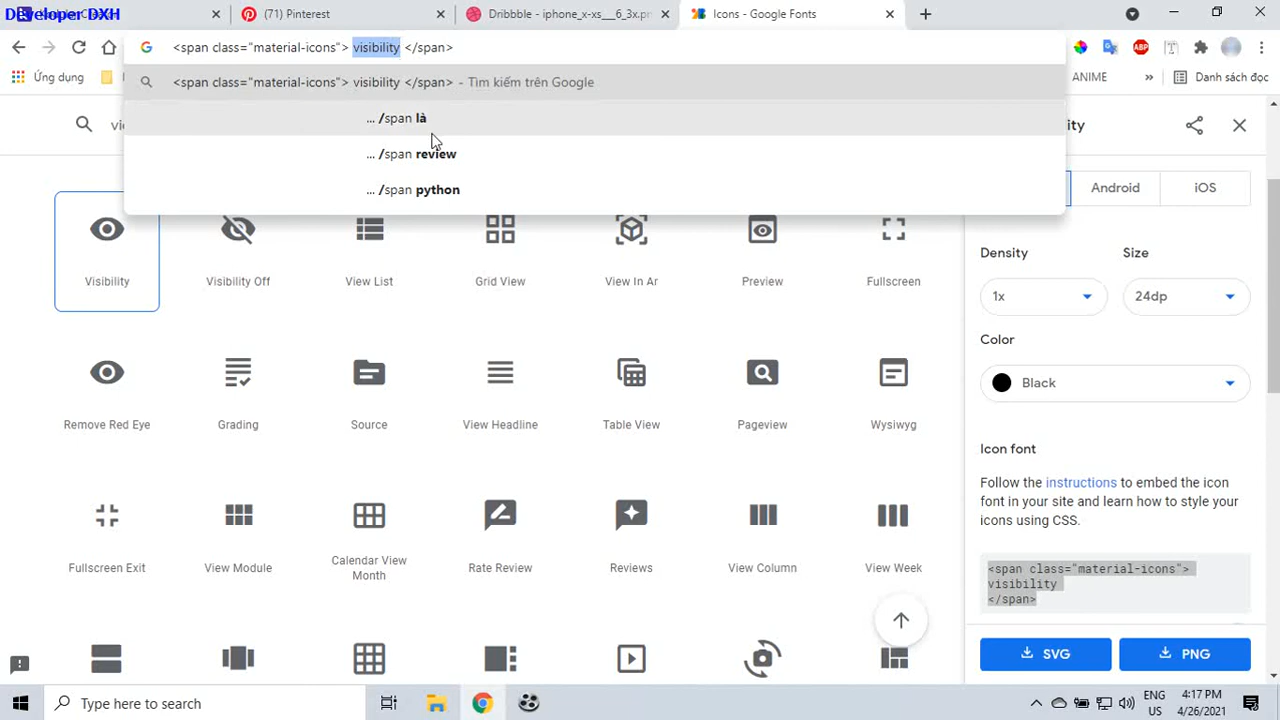 DEveloper DXH
(71) Pinterest
Dribbble - iphone_x-xs___6_3x.pn
Icons - Google Fonts
<span class="material-icons"> visibility </span>
Ứng dụng
ANIME
Danh sách đọc
<span class="material-icons"> visibility </span> - Tìm kiếm trên Google
... /span là
... /span review
... /span python
Android
iOS
Visibility
Visibility Off
View List
Grid View
View In Ar
Preview
Fullscreen
Remove Red Eye
Grading
Source
View Headline
Table View
Pageview
Wysiwyg
Fullscreen Exit
View Module
Calendar View
Month
Rate Review
Reviews
View Column
View Week
Density
Size
1x
24dp
Color
Black
Icon font
Follow the instructions to embed the icon
font in your site and learn how to style your
icons using CSS.
<span class="material-icons">
visibility
</span>
SVG
PNG
Type here to search
ENG
US
4:17 PM
4/26/2021